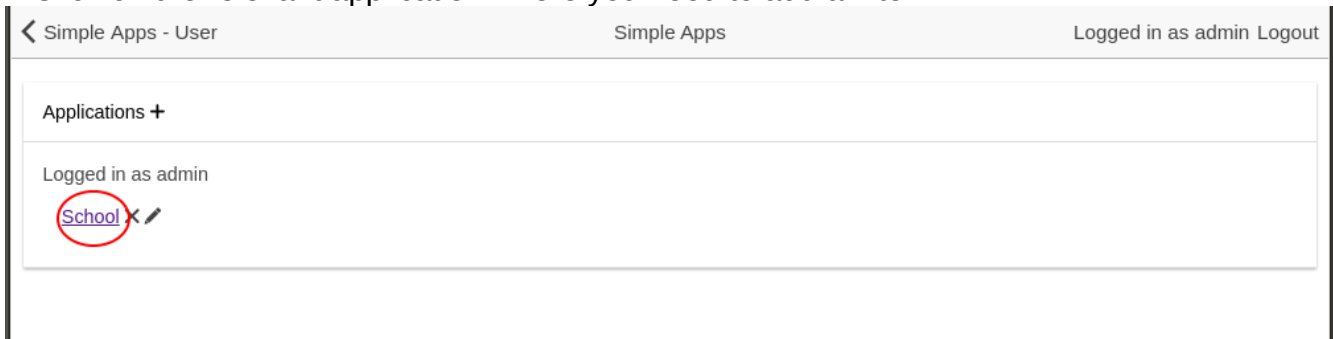 Simple Apps - User Simple Apps Logged in as admin Logout
Applications +
Logged in as admin
School